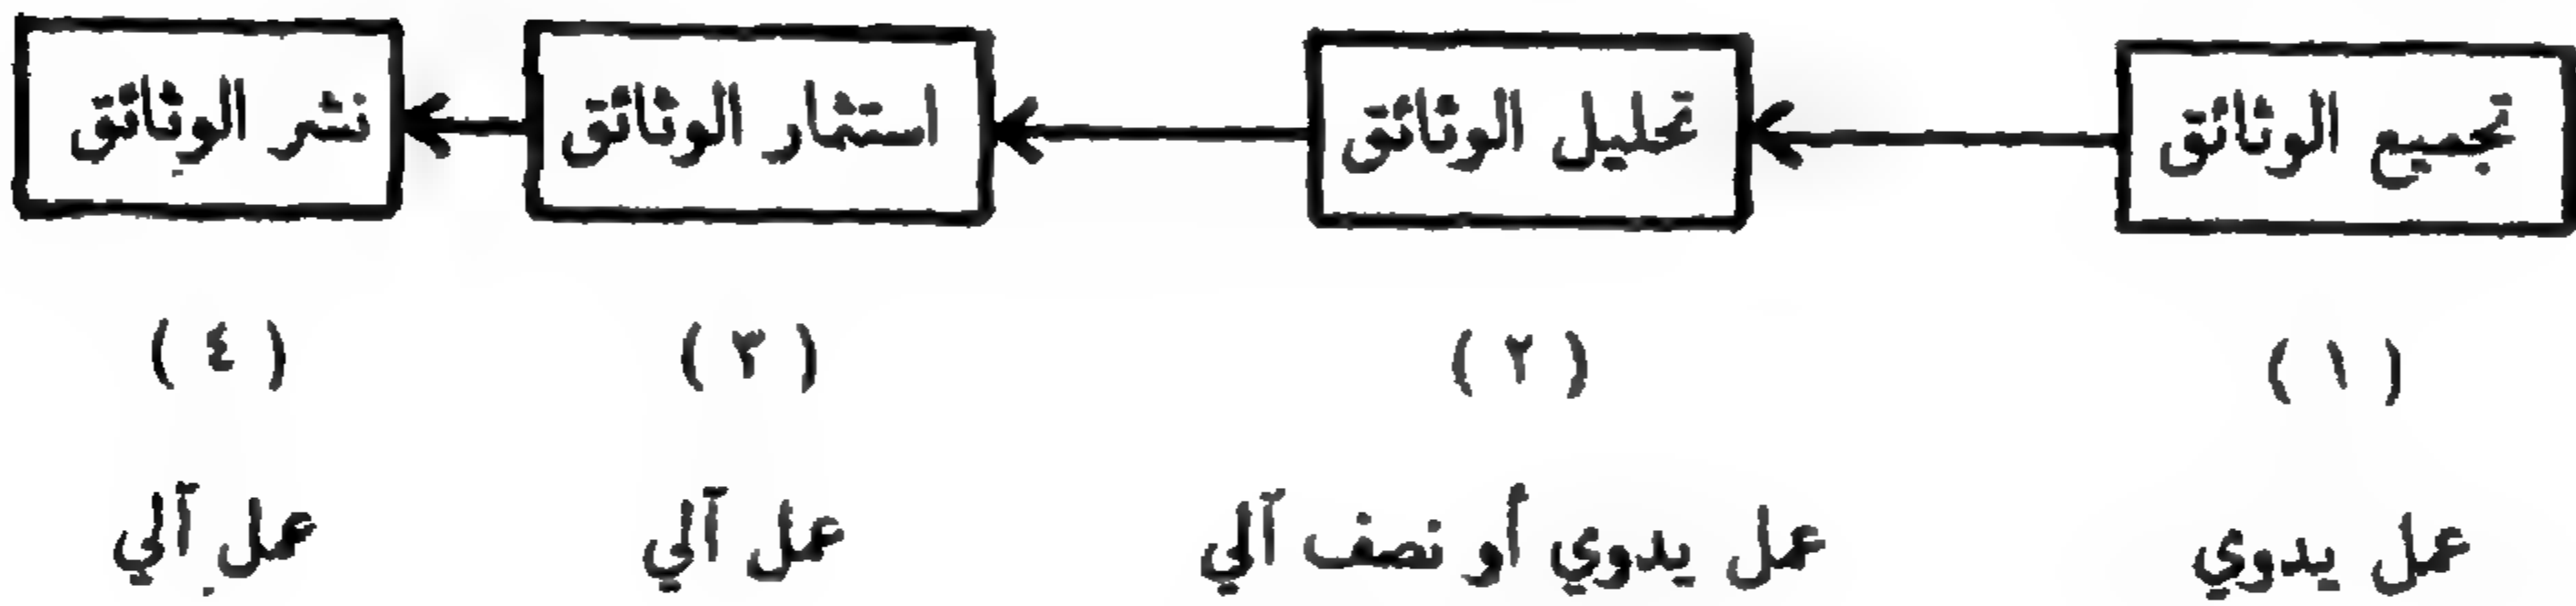 تجميع الوثائق تحليل الوثائق استثمار الوثائق نشر الوثائق
( ١ ) ( ٢ ) ( ٣ ) ( ٤ )
عمل يدوي عمل يدوي أو نصف آلي عمل آلي عمل آلي